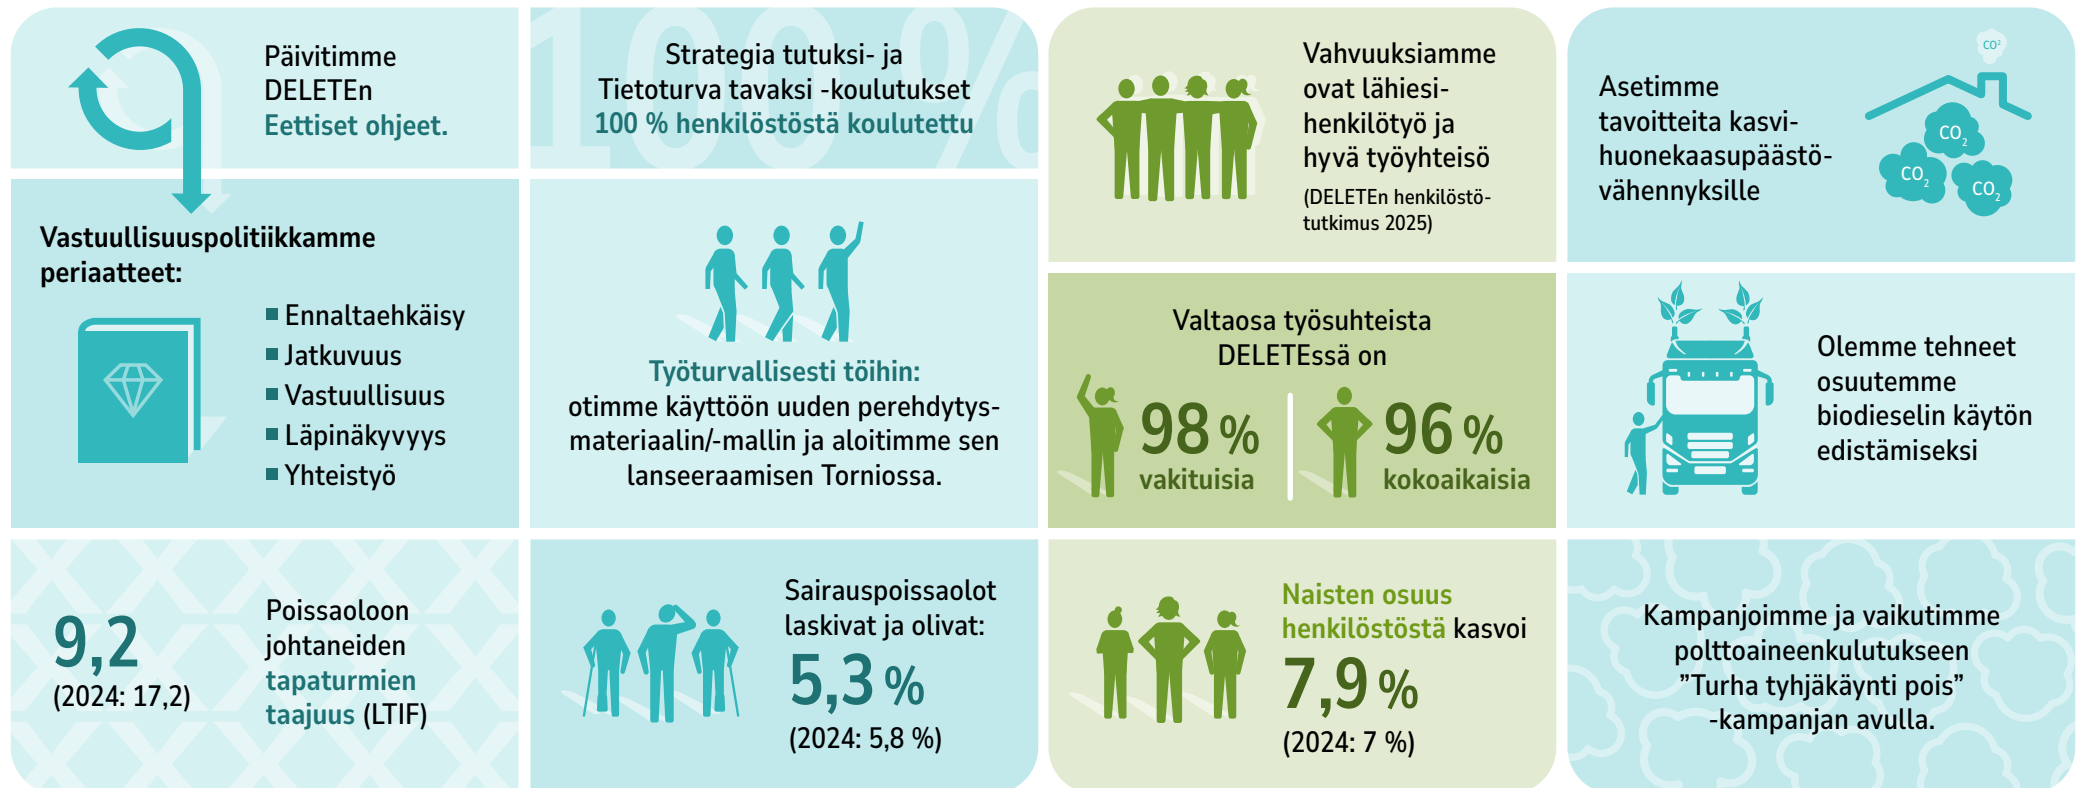 Päivitimme
DELETEn
Eettiset ohjeet.
Vastuullisuuspolitiikkamme
periaatteet:
Ennaltaehkäisy
Jatkuvuus
Vastuullisuus
Läpinäkyvyys
Yhteistyö
9,2
(2024: 17,2)
Poissaoloon
johtaneiden
tapaturmien
taajuus (LTIF)
100 %
Strategia tutuksi- ja
Tietoturva tavaksi -koulutukset
100 % henkilöstöstä koulutettu
Työturvallisesti töihin:
otimme käyttöön uuden perehdytys-
materiaalin/-mallin ja aloitimme sen
lanseeraamisen Torniossa.
Sairauspoissaolot
laskivat ja olivat:
5,3 %
(2024: 5,8 %)
Vahvuuksiamme
ovat lähiesi-
henkilötyö ja
hyvä työyhteisö
(DELETEn henkilöstö-
tutkimus 2025)
Valtaosa työsuhteista
DELETEssä on
98 %
vakituisia
96 %
kokoaikaisia
Naisten osuus
henkilöstöstä kasvoi
7,9 %
(2024: 7 %)
Asetimme
tavoitteita kasvi-
huonekaasupäästö-
vähennyksille
CO²
CO₂
CO₂
CO₂
Olemme tehneet
osuutemme
biodieselin käytön
edistämiseksi
Kampanjoimme ja vaikutimme
polttoaineenkulutukseen
”Turha tyhjäkäynti pois”
-kampanjan avulla.